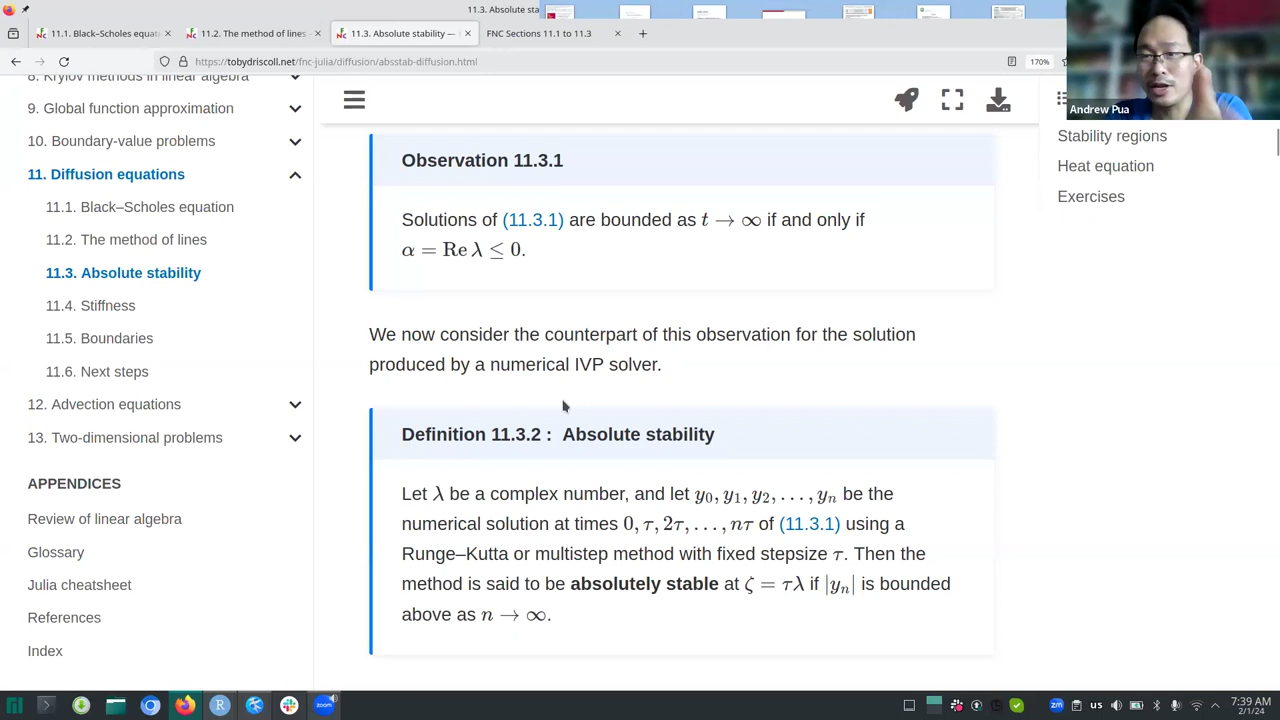 11.3. Absolute sta
11.1. Black–Scholes equat
11.2. The method of lines
11.3. Absolute stability —
FNC Sections 11.1 to 11.3
https://tobydriscoll.net/fnc-julia/diffusion/absstab-diffusion.html
170%
Andrew Pua
8. Krylov methods in linear algebra
9. Global function approximation
10. Boundary-value problems
11. Diffusion equations
11.1. Black–Scholes equation
11.2. The method of lines
11.3. Absolute stability
11.4. Stiffness
11.5. Boundaries
11.6. Next steps
12. Advection equations
13. Two-dimensional problems
APPENDICES
Review of linear algebra
Glossary
Julia cheatsheet
References
Index
Observation 11.3.1
Solutions of (11.3.1) are bounded as t → ∞ if and only if
α = Re λ ≤ 0.
We now consider the counterpart of this observation for the solution
produced by a numerical IVP solver.
Definition 11.3.2 : Absolute stability
Let λ be a complex number, and let y₀, y₁, y₂, . . . , yₙ be the
numerical solution at times 0, τ, 2τ, . . . , nτ of (11.3.1) using a
Runge–Kutta or multistep method with fixed stepsize τ. Then the
method is said to be absolutely stable at ζ = τλ if |yₙ| is bounded
above as n → ∞.
Stability regions
Heat equation
Exercises
zoom
zm
us
7:39 AM
2/1/24